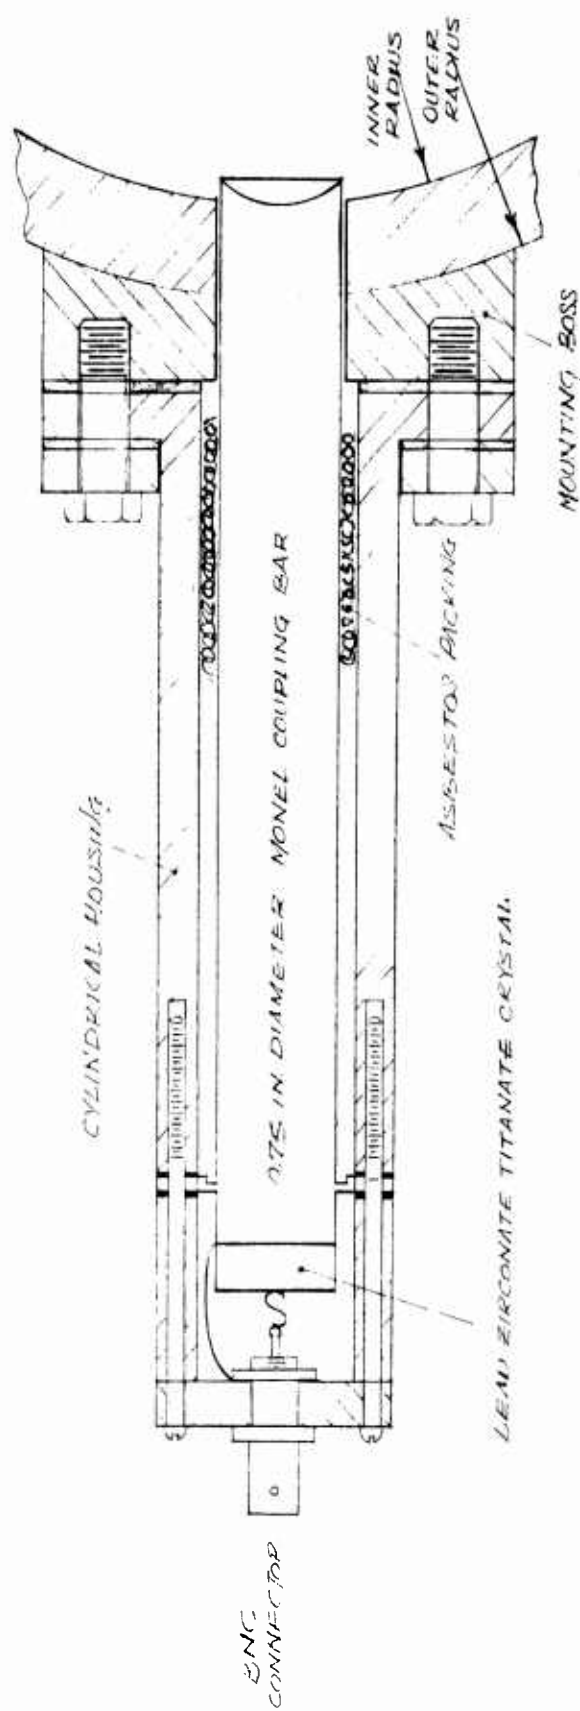 INNER
RADIUS
OUTER
RADIUS
MOUNTING BOSS
0.75 IN DIAMETER MONEL COUPLING BAR
ASBESTOS PACKING
CYLINDRICAL HOUSING
LEAD ZIRCONATE TITANATE CRYSTAL
BNC
CONNECTOR